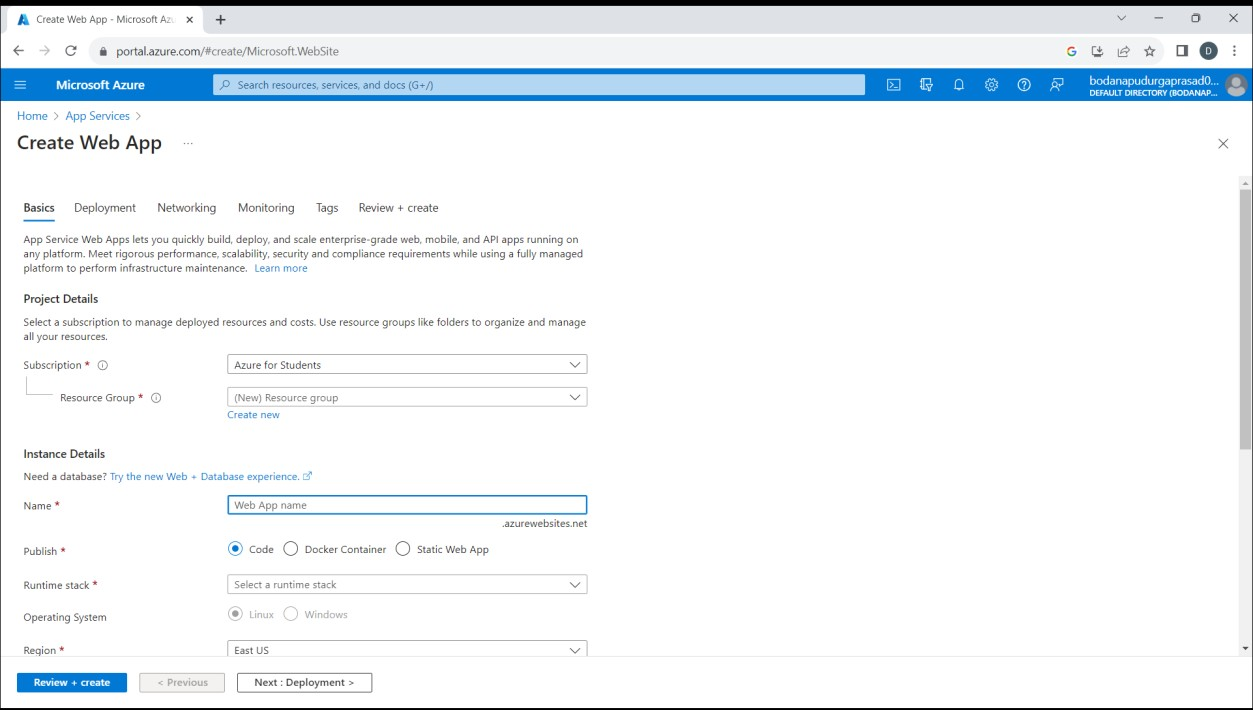 Create Web App - Microsoft Azu
portal.azure.com/#create/Microsoft.WebSite
G
D
Microsoft Azure
Search resources, services, and docs (G+/)
bodanapudurgaprasad0...
DEFAULT DIRECTORY (BODANAP...
Home > App Services >
Create Web App ...
Basics Deployment Networking Monitoring Tags Review + create
App Service Web Apps lets you quickly build, deploy, and scale enterprise-grade web, mobile, and API apps running on
any platform. Meet rigorous performance, scalability, security and compliance requirements while using a fully managed
platform to perform infrastructure maintenance. Learn more
Project Details
Select a subscription to manage deployed resources and costs. Use resource groups like folders to organize and manage
all your resources.
Subscription * Azure for Students
Resource Group * (New) Resource group
Create new
Instance Details
Need a database? Try the new Web + Database experience.
Name * Web App name
.azurewebsites.net
Publish * Code Docker Container Static Web App
Runtime stack * Select a runtime stack
Operating System Linux Windows
Region * East US
Review + create < Previous Next : Deployment >